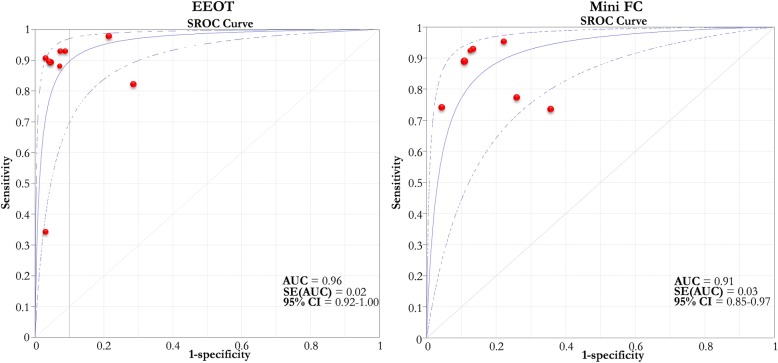 EEOT
SROC Curve
1
0.9
0.8
0.7
0.6
0.5
0.4
0.3
0.2
0.1
0
Sensitivity
0
0.2
0.4
0.6
0.8
1
1-specificity
AUC = 0.96
SE(AUC) = 0.02
95% CI = 0.92-1.00
Mini FC
SROC Curve
1
0.9
0.8
0.7
0.6
0.5
0.4
0.3
0.2
0.1
0
Sensitivity
0
0.2
0.4
0.6
0.8
1
1-specificity
AUC = 0.91
SE(AUC) = 0.03
95% CI = 0.85-0.97